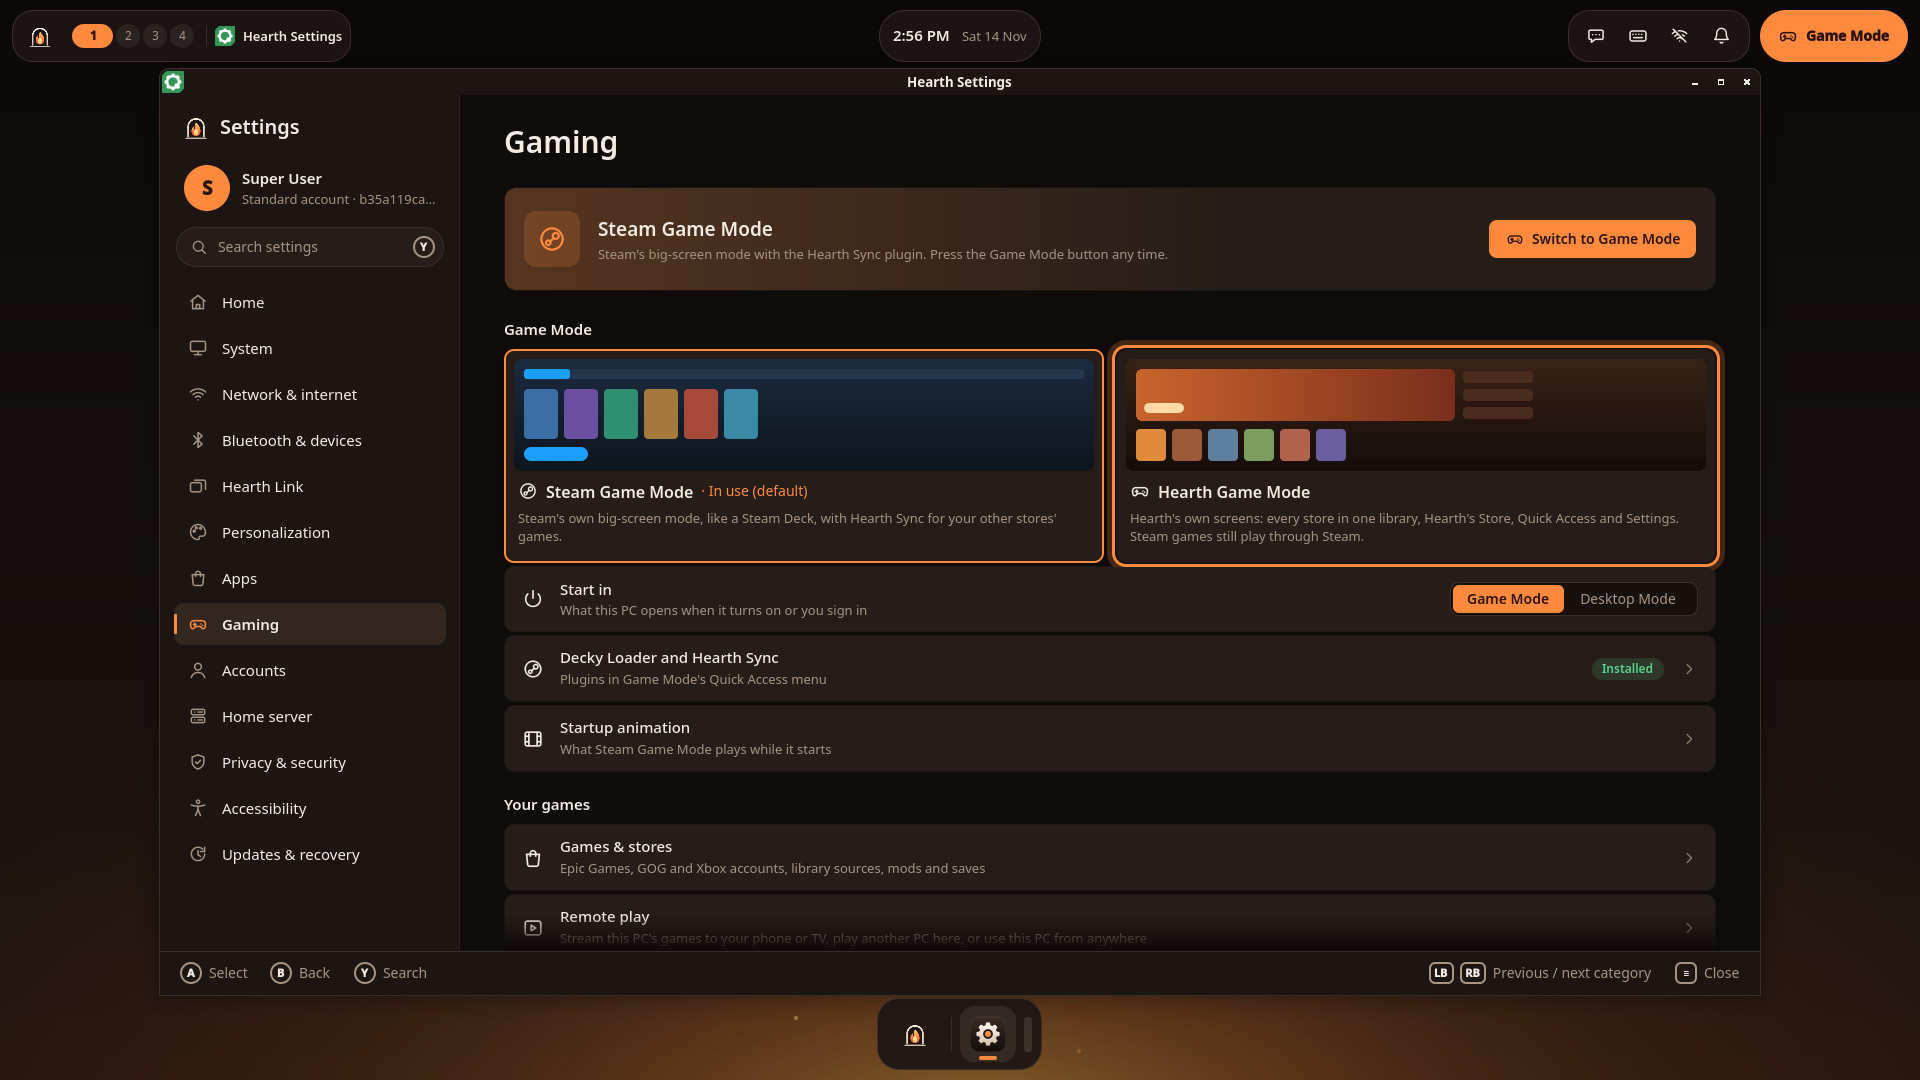 1 2 3 4 Hearth Settings
2:56 PM Sat 14 Nov
Game Mode
Hearth Settings
Settings
S
Super User
Standard account · b35a119ca...
Search settings Y
Home
System
Network & internet
Bluetooth & devices
Hearth Link
Personalization
Apps
Gaming
Accounts
Home server
Privacy & security
Accessibility
Updates & recovery
Gaming
Steam Game Mode
Steam's big-screen mode with the Hearth Sync plugin. Press the Game Mode button any time.
Switch to Game Mode
Game Mode
Steam Game Mode · In use (default)
Steam's own big-screen mode, like a Steam Deck, with Hearth Sync for your other stores'
games.
Hearth Game Mode
Hearth's own screens: every store in one library, Hearth's Store, Quick Access and Settings.
Steam games still play through Steam.
Start in
What this PC opens when it turns on or you sign in
Game Mode Desktop Mode
Decky Loader and Hearth Sync
Plugins in Game Mode's Quick Access menu
Installed
Startup animation
What Steam Game Mode plays while it starts
Your games
Games & stores
Epic Games, GOG and Xbox accounts, library sources, mods and saves
Remote play
Stream this PC's games to your phone or TV, play another PC here, or use this PC from anywhere
A Select B Back Y Search
LB RB Previous / next category ≡ Close